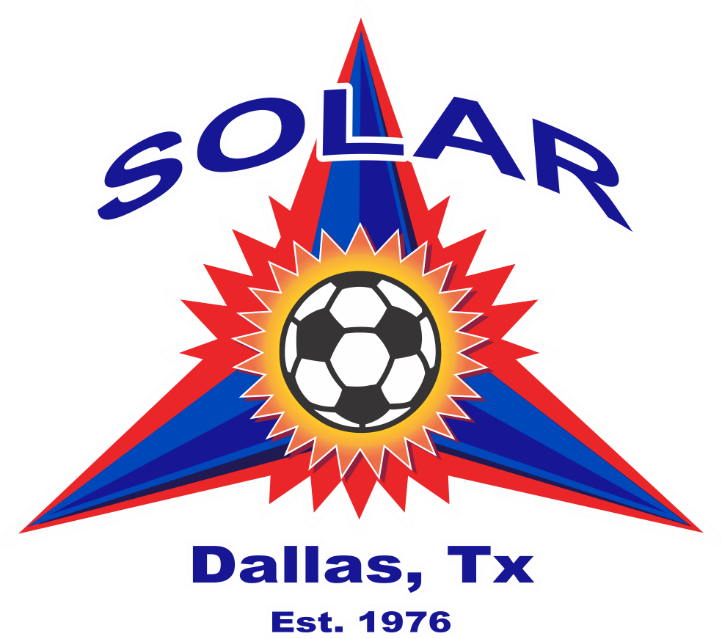 SOLAR
Dallas, Tx
Est. 1976